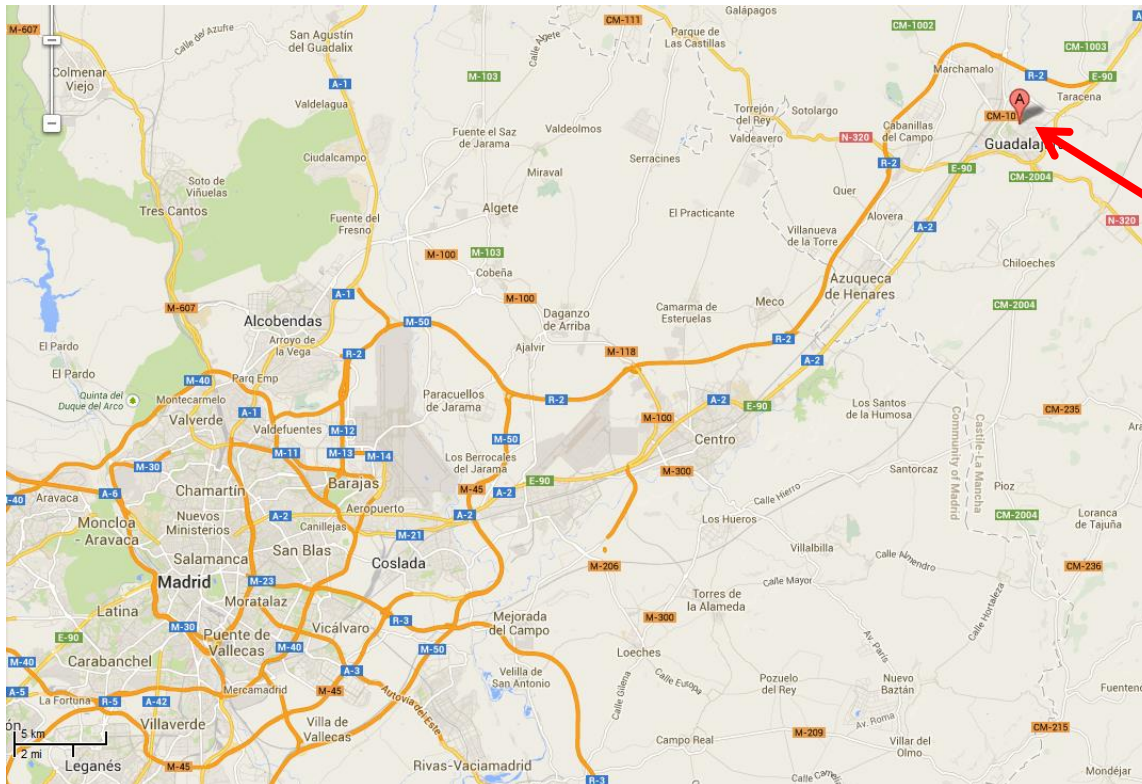 M-607
Calle del Azufre
San Agustín
del Guadalix
Calle Algete
CM-111
Galápagos
Parque de
Las Castillas
CM-1002
A-
Colmenar
Viejo
A-1
M-103
Marchamalo
CM-1003
E-90
R-2
Valdelagua
Taracena
Torrejón
del Rey
Sotolargo
A
CM-10
Fuente el Saz
de Jarama
Valdeolmos
Valdeavero
N-320
Cabanillas
del Campo
Guadalaj
Ciudalcampo
Serracines
R-2
E-90
CM-2004
Soto de
Viñuelas
Miraval
Quer
Tres Cantos
Algete
El Practicante
Alovera
N-320
Fuente del
Fresno
Villanueva
de la Torre
A-2
M-100
M-103
Chiloeches
Cobeña
Azuqueca
de Henares
M-607
A-1
M-100
Daganzo
de Arriba
Camarma de
Esteruelas
Meco
CM-2004
Alcobendas
M-50
El Pardo
Arroyo de
la Vega
R-2
Ajalvir
M-118
R-2
A-2
El Pardo
M-40
Parq Emp
Quinta del
Duque del Arco
Montecarmelo
Paracuellos
de Jarama
R-2
A-2
E-90
Los Santos
de la Humosa
CM-235
Valverde
A-1
Valdefuentes
M-12
M-50
M-100
Centro
Ara
M-30
M-11
M-13
M-14
Los Berrocales
del Jarama
M-300
Castile-La Mancha
Community of Madrid
Santorcaz
-40
Aravaca
A-6
Chamartín
Barajas
M-45
A-2
E-90
Calle Hierro
Pioz
Moncloa
- Aravaca
Nuevos
Ministerios
A-2
Canillejas
Aeropuerto
M-21
A-2
Los Hueros
CM-2004
Loranca
de Tajuña
Salamanca
San Blas
Coslada
Villalbilla
Calle Almendro
Madrid
M-23
M-206
Calle Mayor
CM-236
Latina
Moratalaz
Torres de
la Alameda
Calle Hortaleza
E-90
M-30
Puente de
Vallecas
Vicálvaro
R-3
Mejorada
del Campo
M-300
Av. París
M-40
Carabanchel
M-40
M-50
Loeches
A-5
La Fortuna
R-5
A-42
Mercamadrid
A-3
M-45
Velilla de
San Antonio
Calle Gilena
Calle Europa
Pozuelo
del Rey
Nuevo
Baztán
Fuenteno
ón
Villaverde
Autovía del Este
Villa de
Vallecas
Av. Roma
CM-215
5 km
2 mi
Leganés
M-45
Rivas-Vaciamadrid
R-3
Campo Real
M-209
Villar del
Olmo
Mondéjar